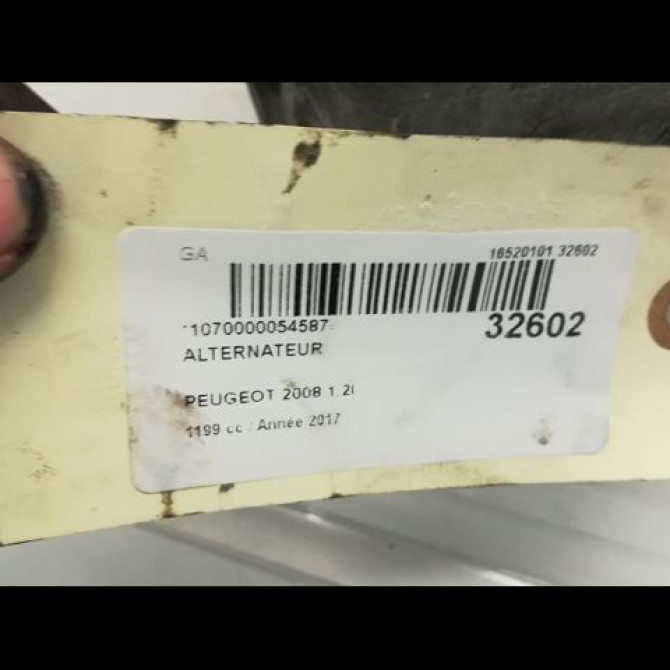 GA 16520101 32602
*1070000054587* 32602
ALTERNATEUR
PEUGEOT 2008 1.2i
1199 cc : Année 2017